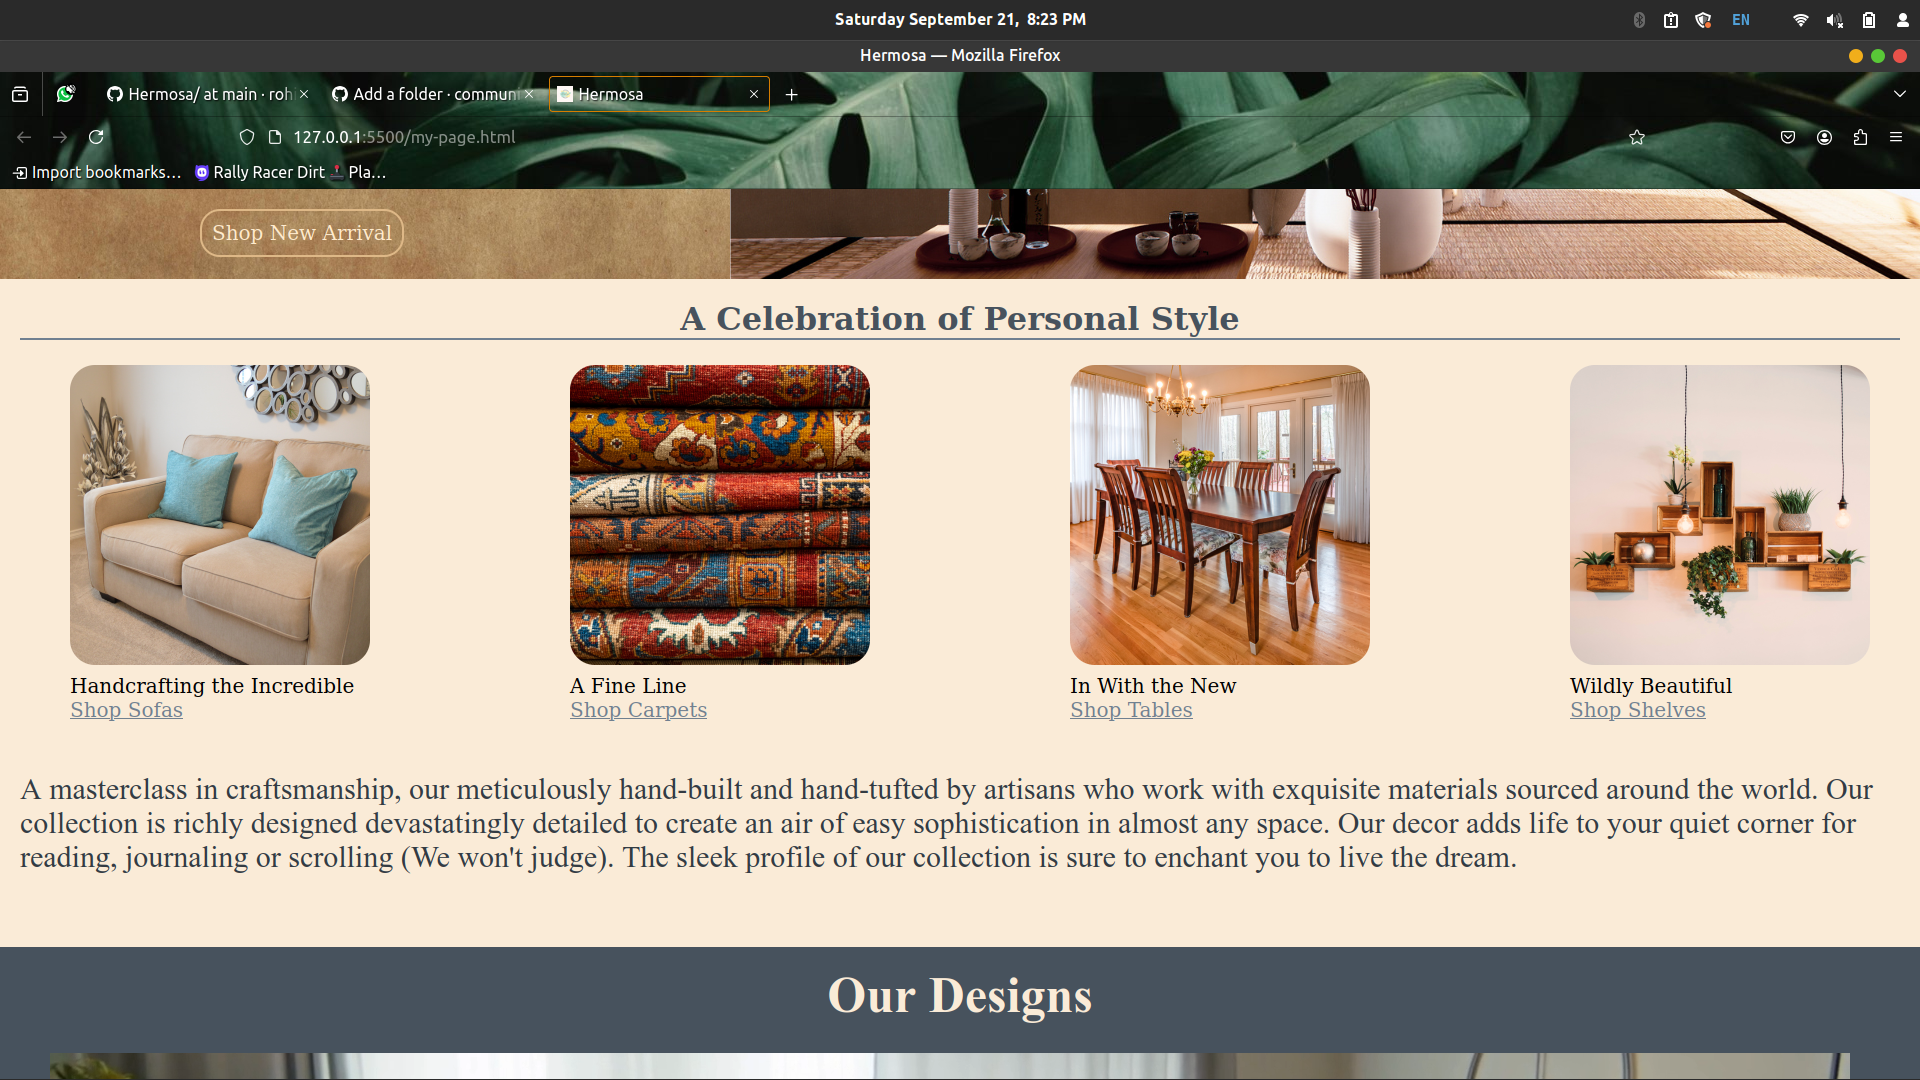 Saturday September 21, 8:23 PM
EN
Hermosa — Mozilla Firefox
Hermosa/ at main · roh
Add a folder · commun
Hermosa
127.0.0.1:5500/my-page.html
Import bookmarks...
Rally Racer Dirt
Pla...
Shop New Arrival
A Celebration of Personal Style
Handcrafting the Incredible
Shop Sofas
A Fine Line
Shop Carpets
In With the New
Shop Tables
Wildly Beautiful
Shop Shelves
A masterclass in craftsmanship, our meticulously hand-built and hand-tufted by artisans who work with exquisite materials sourced around the world. Our
collection is richly designed devastatingly detailed to create an air of easy sophistication in almost any space. Our decor adds life to your quiet corner for
reading, journaling or scrolling (We won't judge). The sleek profile of our collection is sure to enchant you to live the dream.
Our Designs